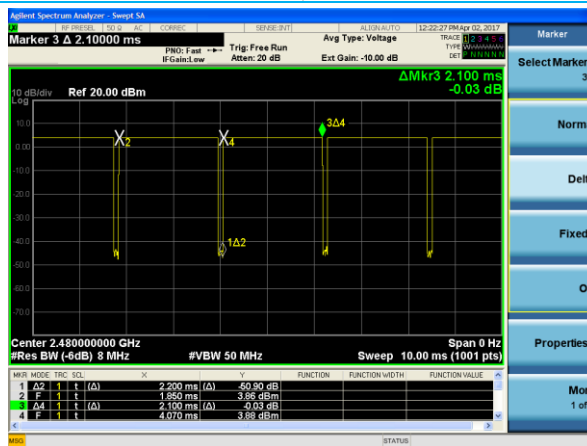 Agilent Spectrum Analyzer - Swept SA
RF PRESEL 50 Ω AC CORREC SENSE:INT ALIGN AUTO 12:22:27 PM Apr 02, 2017
Marker 3 Δ 2.10000 ms
PNO: Fast
IFGain:Low
Trig: Free Run
Atten: 20 dB
Avg Type: Voltage
Ext Gain: -10.00 dB
TRACE 1 2 3 4 5 6
TYPE WWWWWW
DET P N N N N N
ΔMkr3 2.100 ms
-0.03 dB
10 dB/div Ref 20.00 dBm
Log
10.0
0.00
-10.0
-20.0
-30.0
-40.0
-50.0
-60.0
-70.0
2
4
3Δ4
1Δ2
Center 2.480000000 GHz Span 0 Hz
#Res BW (-6dB) 8 MHz #VBW 50 MHz Sweep 10.00 ms (1001 pts)
MKR MODE TRC SCL X Y FUNCTION FUNCTION WIDTH FUNCTION VALUE
1 Δ2 1 t (Δ) 2.200 ms (Δ) -50.90 dB
2 F 1 t 1.850 ms 3.86 dBm
3 Δ4 1 t (Δ) 2.100 ms (Δ) -0.03 dB
4 F 1 t 4.070 ms 3.88 dBm
MSG STATUS
Marker
Select Marker
3
Norm
Delt
Fixed
O
Properties
Mor
1 of